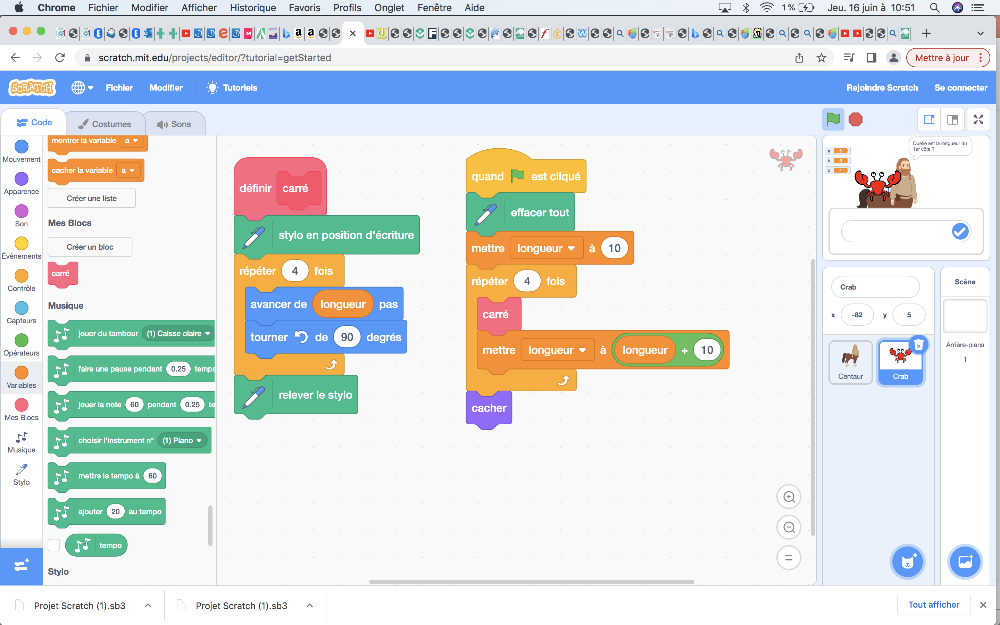 Chrome Fichier Modifier Afficher Historique Favoris Profils Onglet Fenêtre Aide 1 % Jeu. 16 juin à 10:51
scratch.mit.edu/projects/editor/?tutorial=getStarted Mettre à jour
SCRATCH Fichier Modifier Tutoriels Rejoindre Scratch Se connecter
Code Costumes Sons
Mouvement
Apparence
Son
Événements
Contrôle
Capteurs
Opérateurs
Variables
Mes Blocs
Musique
Stylo
montrer la variable a
cacher la variable a
Créer une liste
Mes Blocs
Créer un bloc
carré
Musique
jouer du tambour (1) Caisse claire
faire une pause pendant 0.25 temps
jouer la note 60 pendant 0.25 te
choisir l'instrument n° (1) Piano
mettre le tempo à 60
ajouter 20 au tempo
tempo
Stylo
définir carré
stylo en position d'écriture
répéter 4 fois
avancer de longueur pas
tourner de 90 degrés
relever le stylo
quand est cliqué
effacer tout
mettre longueur à 10
répéter 4 fois
carré
mettre longueur à longueur + 10
cacher
a 5
b 3
c 4
Quelle est la longueur du
1er côté ?
Crab
x -82 y 5
Centaur
Crab
Scène
Arrière-plans
1
Projet Scratch (1).sb3 Projet Scratch (1).sb3 Tout afficher